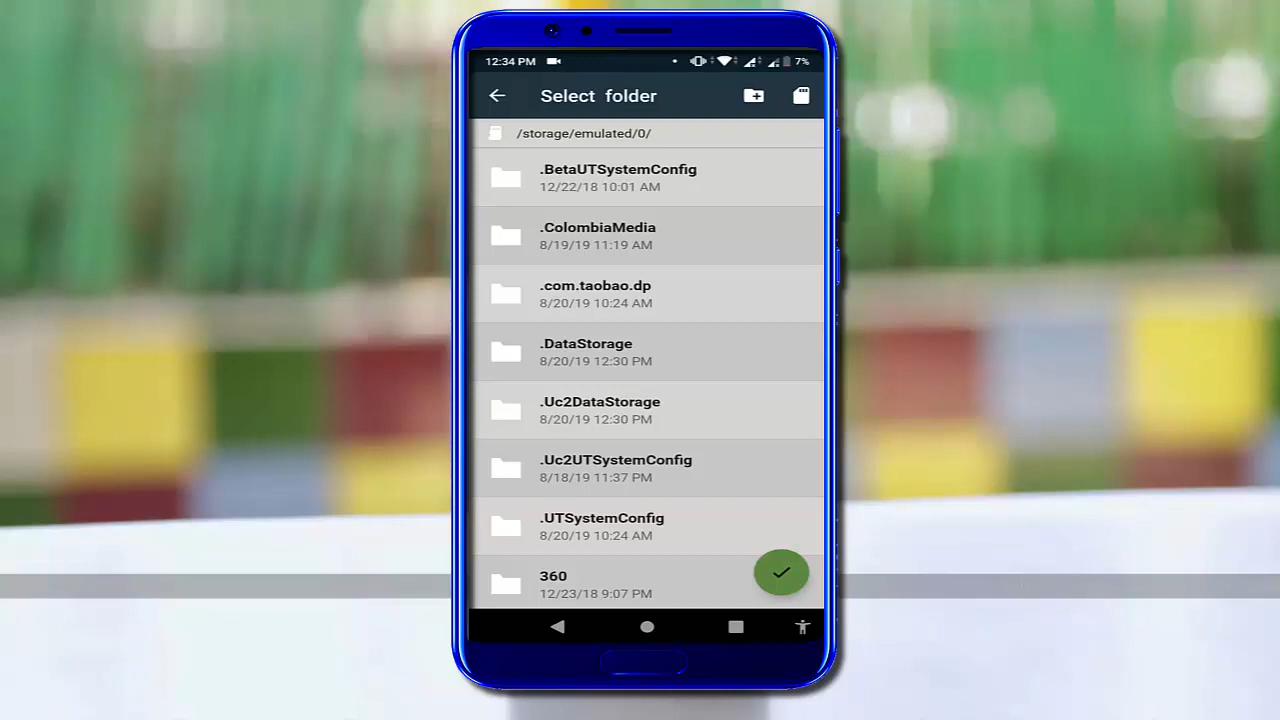 12:34 PM 7%
Select folder
/storage/emulated/0/
.BetaUTSystemConfig
12/22/18 10:01 AM
.ColombiaMedia
8/19/19 11:19 AM
.com.taobao.dp
8/20/19 10:24 AM
.DataStorage
8/20/19 12:30 PM
.Uc2DataStorage
8/20/19 12:30 PM
.Uc2UTSystemConfig
8/18/19 11:37 PM
.UTSystemConfig
8/20/19 10:24 AM
360
12/23/18 9:07 PM